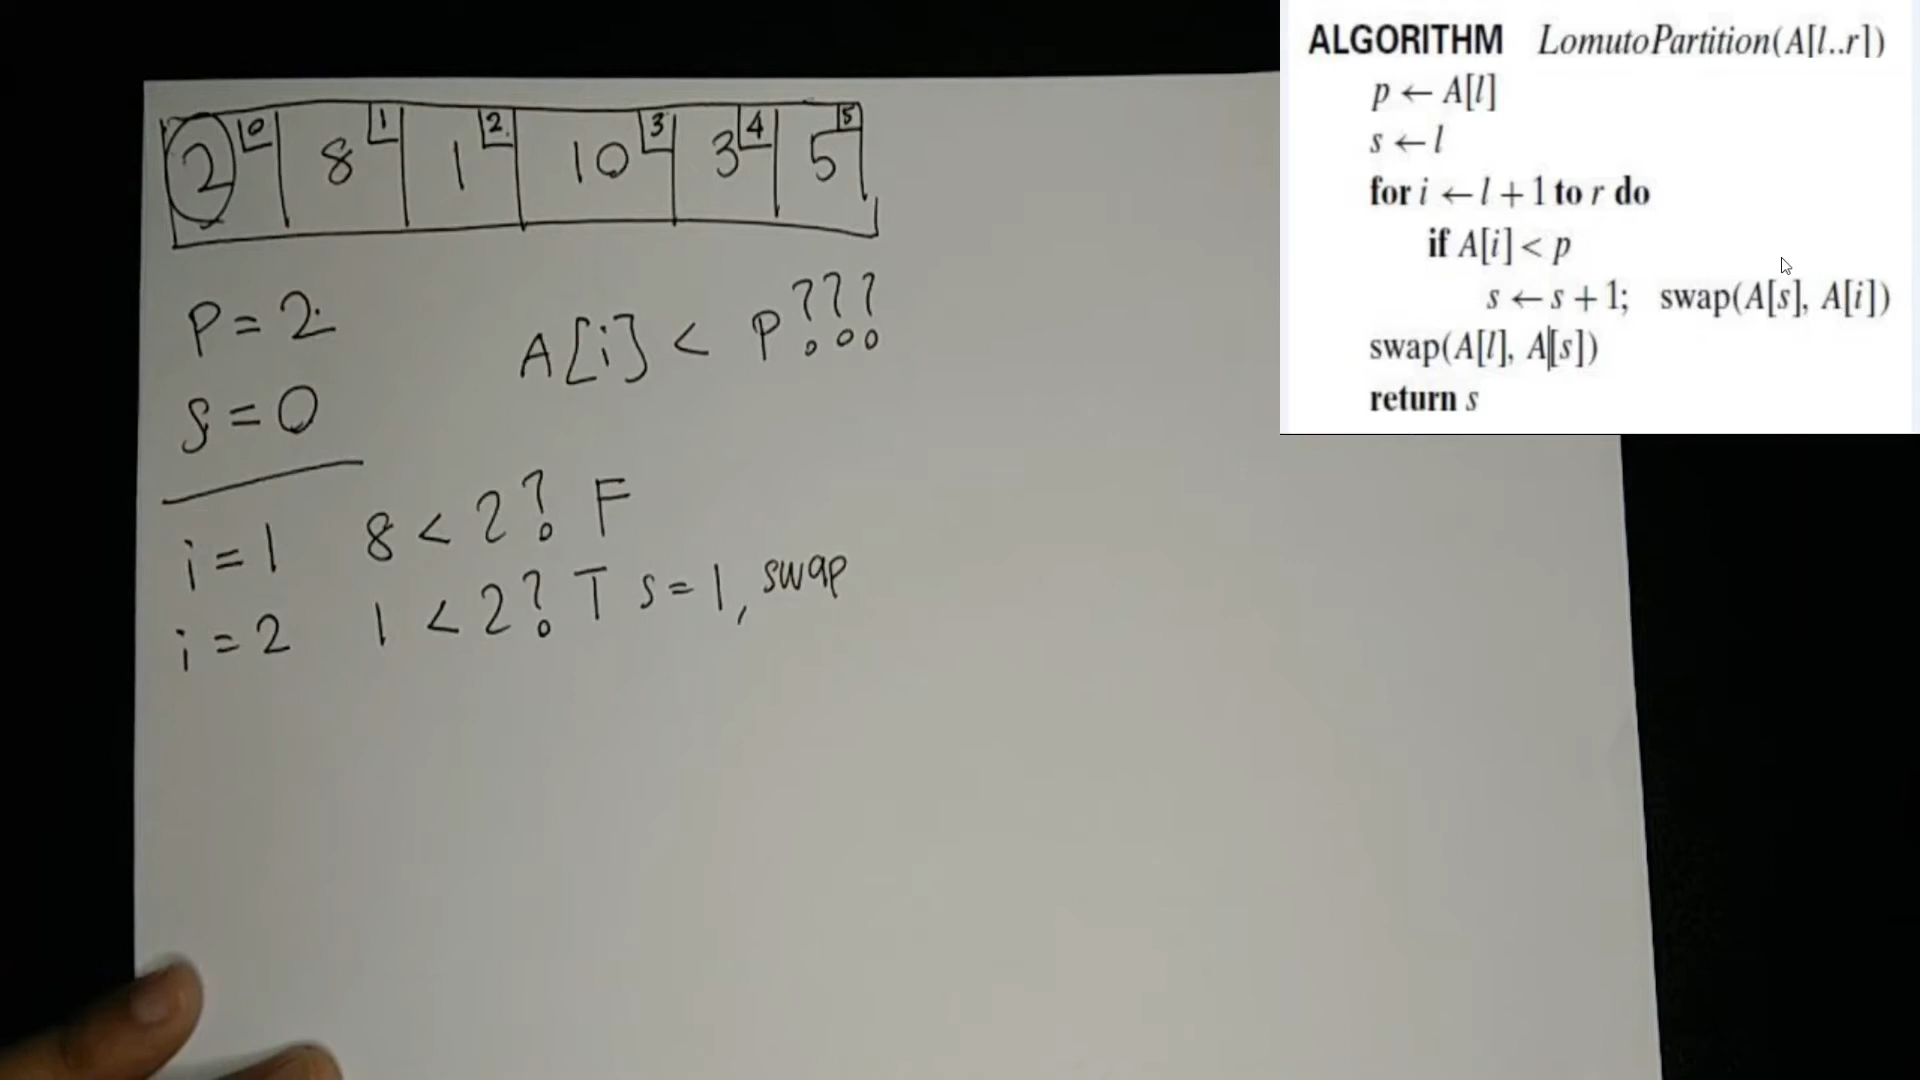 2 0 8 1 1 2 10 3 3 4 5 5
P = 2
A[i] < P ???
S = 0
i = 1 8 < 2 ? F
i = 2 1 < 2 ? T s = 1, swap
ALGORITHM LomutoPartition(A[l..r])
p ← A[l]
s ← l
for i ← l + 1 to r do
if A[i] < p
s ← s + 1; swap(A[s], A[i])
swap(A[l], A[s])
return s